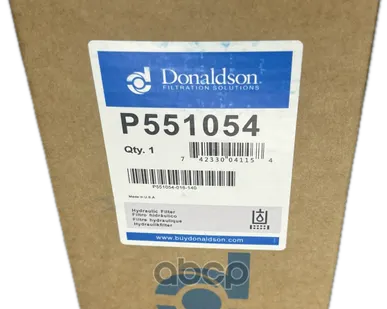 Donaldson
FILTRATION SOLUTIONS
P551054
Qty. 1
7 42330 04115 4
P551054-016-140
Made in U.S.A.
Hydraulic Filter
Filtro hidráulico
Filtre hydraulique
Hydraulikfilter
www.buydonaldson.com
abcp